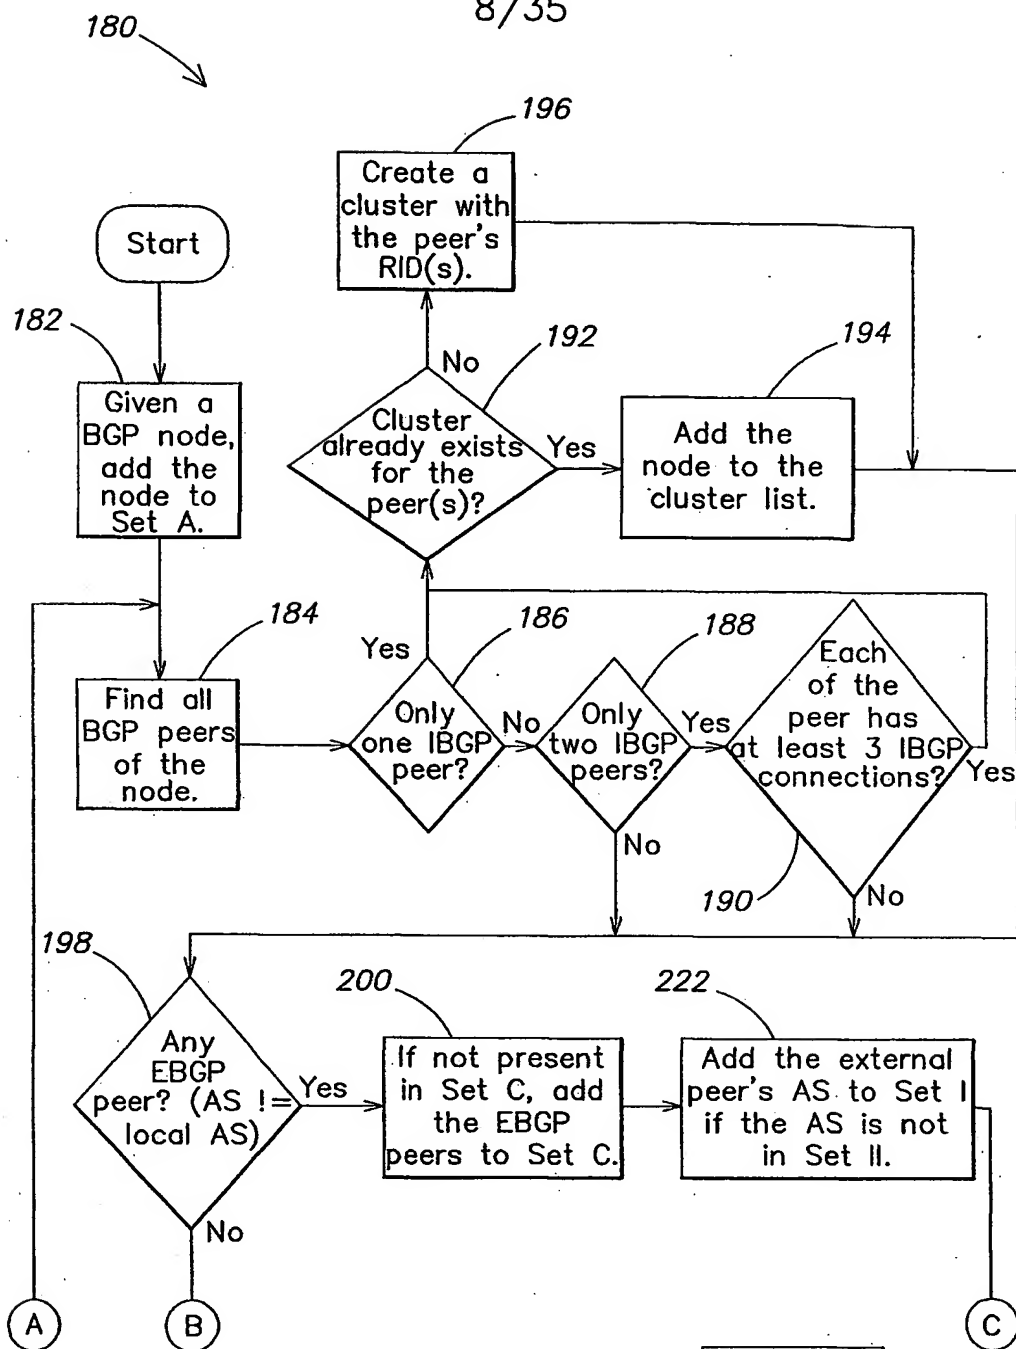 8/35
180
196
Create a
cluster with
the peer's
RID(s).
Start
182
192
194
No
Given a
BGP node,
add the
node to
Set A.
Cluster
already exists
for the
peer(s)?
Yes
Add the
node to the
cluster list.
184
186
188
Yes
Find all
BGP peers
of the
node.
Only
one IBGP
peer?
No
Only
two IBGP
peers?
Yes
Each
of the
peer has
at least 3 IBGP
connections?
Yes
No
190
No
198
200
222
Any
EBGP
peer? (AS !=
local AS)
Yes
If not present
in Set C, add
the EBGP
peers to Set C.
Add the external
peer's AS to Set I
if the AS is not
in Set II.
No
A
B
C